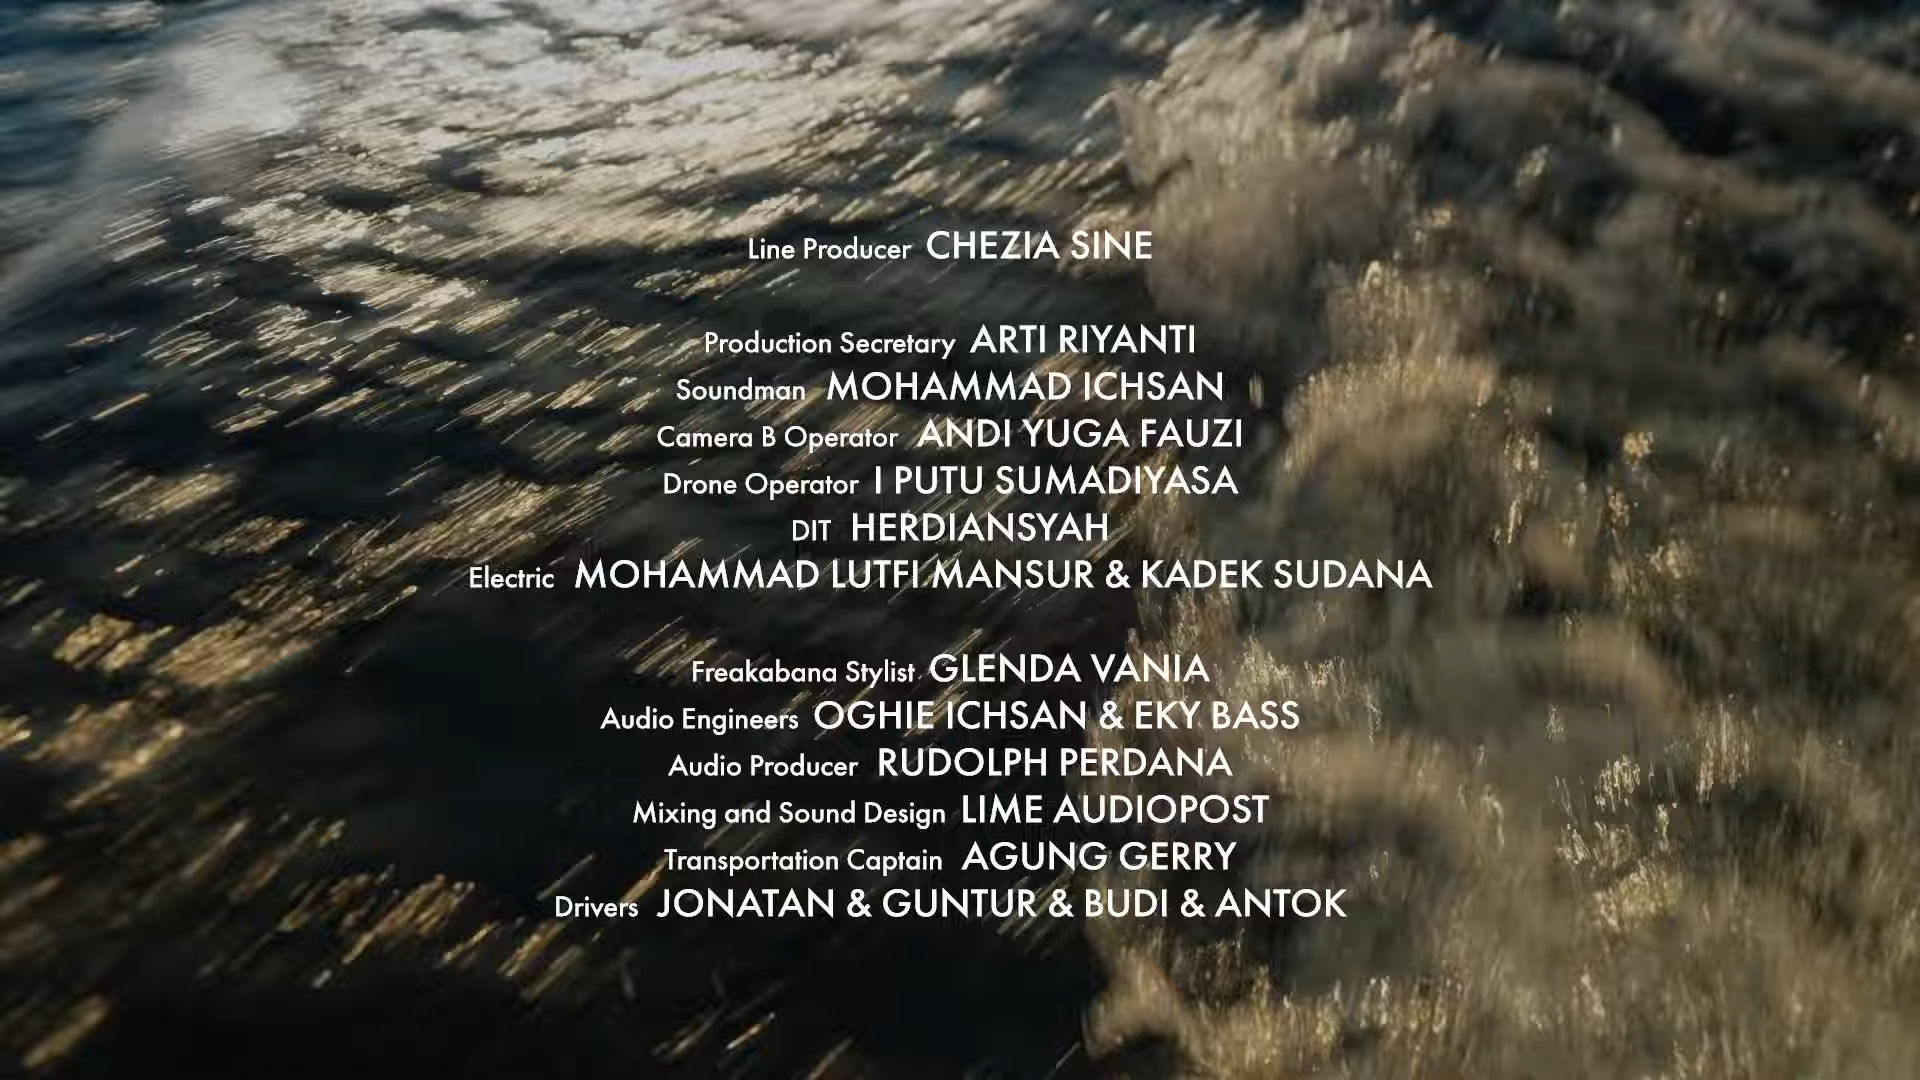 Line Producer CHEZIA SINE
Production Secretary ARTI RIYANTI
Soundman MOHAMMAD ICHSAN
Camera B Operator ANDI YUGA FAUZI
Drone Operator I PUTU SUMADIYASA
DIT HERDIANSYAH
Electric MOHAMMAD LUTFI MANSUR & KADEK SUDANA
Freakabana Stylist GLENDA VANIA
Audio Engineers OGHIE ICHSAN & EKY BASS
Audio Producer RUDOLPH PERDANA
Mixing and Sound Design LIME AUDIOPOST
Transportation Captain AGUNG GERRY
Drivers JONATAN & GUNTUR & BUDI & ANTOK